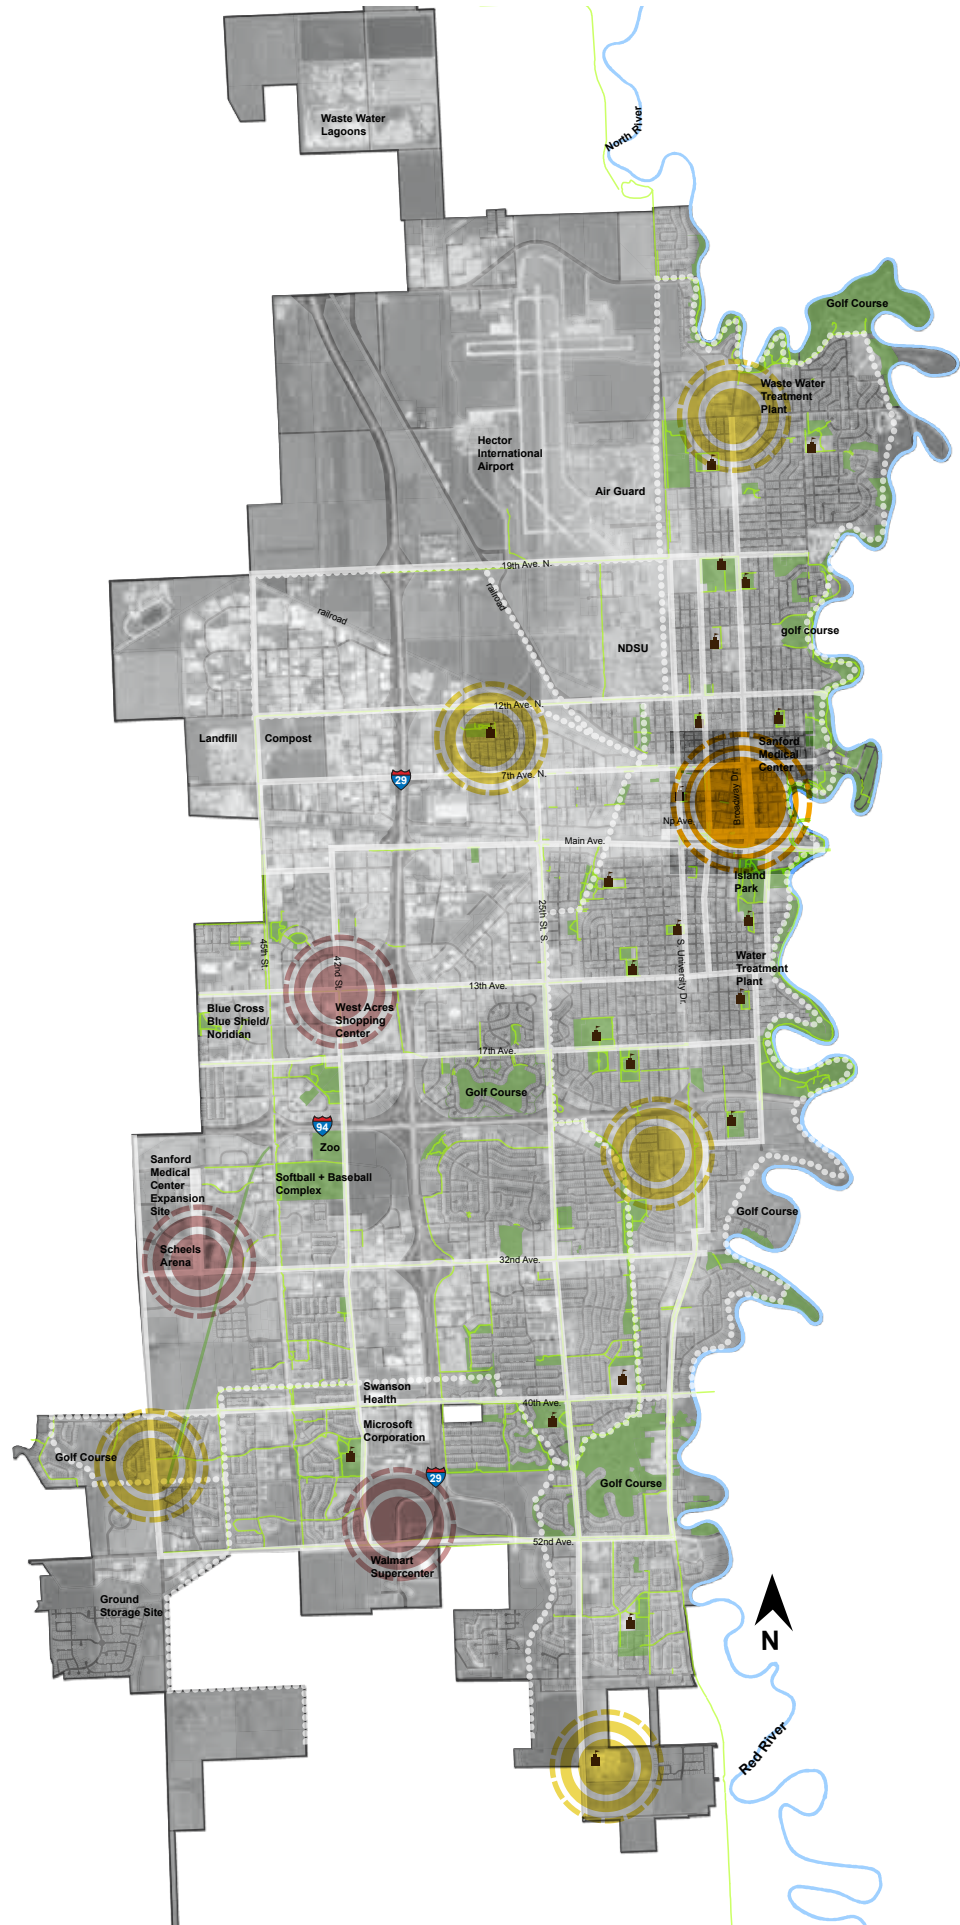 Waste Water
Lagoons
North River
Golf Course
Waste Water
Treatment
Plant
Hector
International
Airport
Air Guard
19th Ave. N.
railroad
railroad
golf course
NDSU
12th Ave. N.
Landfill
Compost
Sanford
Medical
Center
29
7th Ave. N.
Broadway Dr.
Np Ave.
Main Ave.
Island
Park
25th St. S.
45th St.
42nd St.
S. University Dr.
Water
Treatment
Plant
13th Ave.
Blue Cross
Blue Shield/
Noridian
West Acres
Shopping
Center
17th Ave.
Golf Course
94
Zoo
Sanford
Medical
Center
Expansion
Site
Softball + Baseball
Complex
Golf Course
Scheels
Arena
32nd Ave.
Swanson
Health
40th Ave.
Microsoft
Corporation
Golf Course
29
Golf Course
52nd Ave.
Walmart
Supercenter
Ground
Storage Site
N
Red River